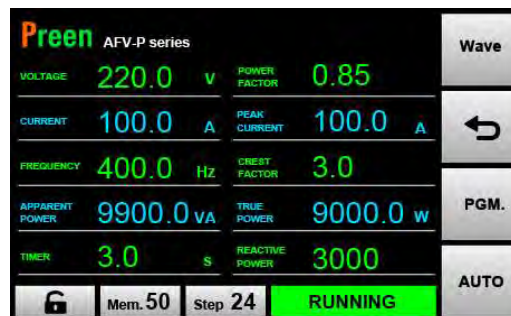 Preen AFV-P series
Wave
VOLTAGE 220.0 V POWER FACTOR 0.85
CURRENT 100.0 A PEAK CURRENT 100.0 A
FREQUENCY 400.0 Hz CREST FACTOR 3.0
APPARENT POWER 9900.0 VA TRUE POWER 9000.0 W
PGM.
TIMER 3.0 s REACTIVE POWER 3000
AUTO
Mem. 50 Step 24 RUNNING